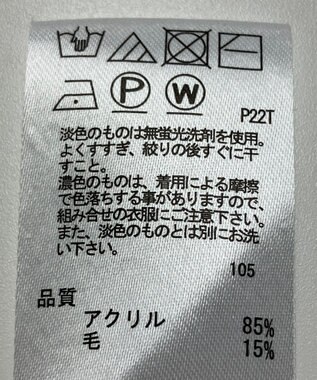 P W
P22T
淡色のものは無蛍光洗剤を使用。
よくすすぎ、絞りの後すぐに干
すこと。
濃色のものは、着用による摩擦
で色落ちする事がありますので、
組み合せの衣服にご注意下さい。
また、淡色のものとは別にお洗
い下さい。
105
品質
アクリル 85%
毛 15%